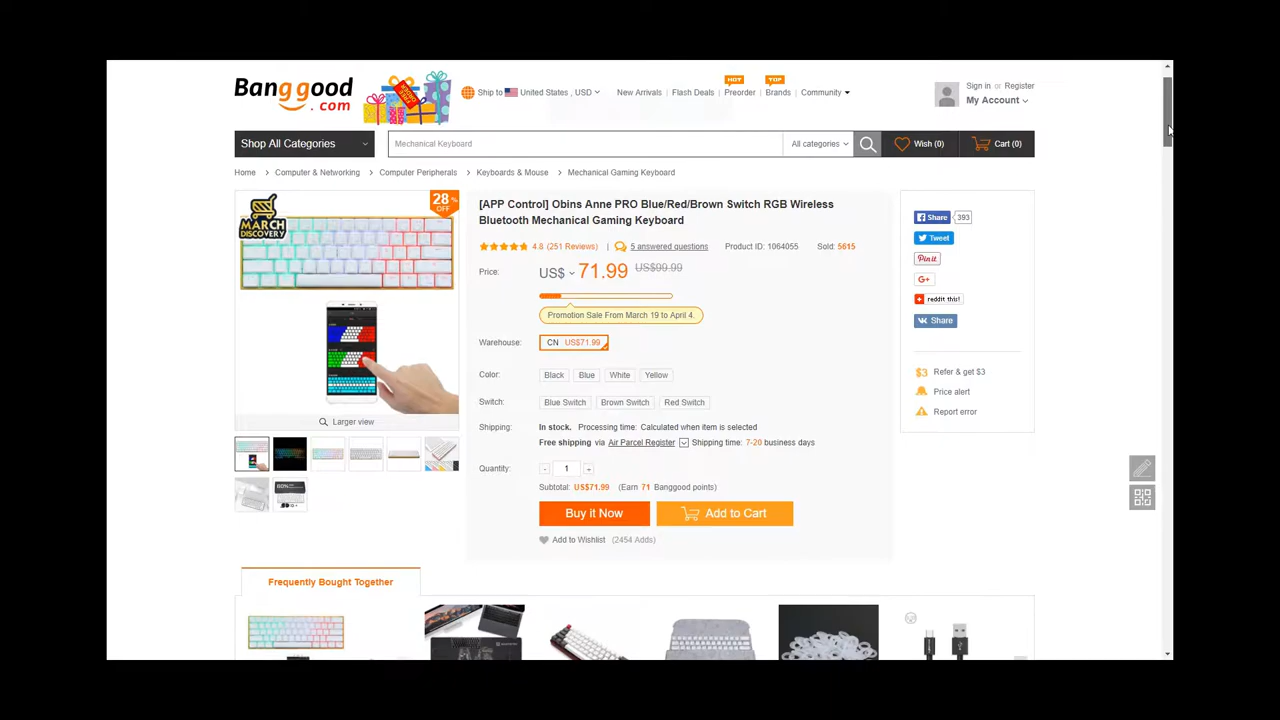 Banggood
.com
Ship to United States , USD
New Arrivals
Flash Deals
HOT
Preorder
TOP
Brands
Community
Sign in or Register
My Account
Shop All Categories
Mechanical Keyboard
All categories
Wish (0)
Cart (0)
Home > Computer & Networking > Computer Peripherals > Keyboards & Mouse > Mechanical Gaming Keyboard
MARCH
DISCOVERY
28 %
OFF
[APP Control] Obins Anne PRO Blue/Red/Brown Switch RGB Wireless
Bluetooth Mechanical Gaming Keyboard
4.8 (251 Reviews) | 5 answered questions Product ID: 1064055 Sold: 5615
Price: US$ 71.99 US$99.99
Promotion Sale From March 19 to April 4.
Warehouse: CN US$71.99
Color: Black Blue White Yellow
Switch: Blue Switch Brown Switch Red Switch
Shipping: In stock. Processing time: Calculated when item is selected
Free shipping via Air Parcel Register Shipping time: 7-20 business days
Quantity: - 1 +
Subtotal: US$71.99 (Earn 71 Banggood points)
Buy it Now
Add to Cart
Add to Wishlist (2454 Adds)
Larger view
Share 393
Tweet
Pin it
G+
reddit this!
Share
$3 Refer & get $3
Price alert
Report error
Frequently Bought Together